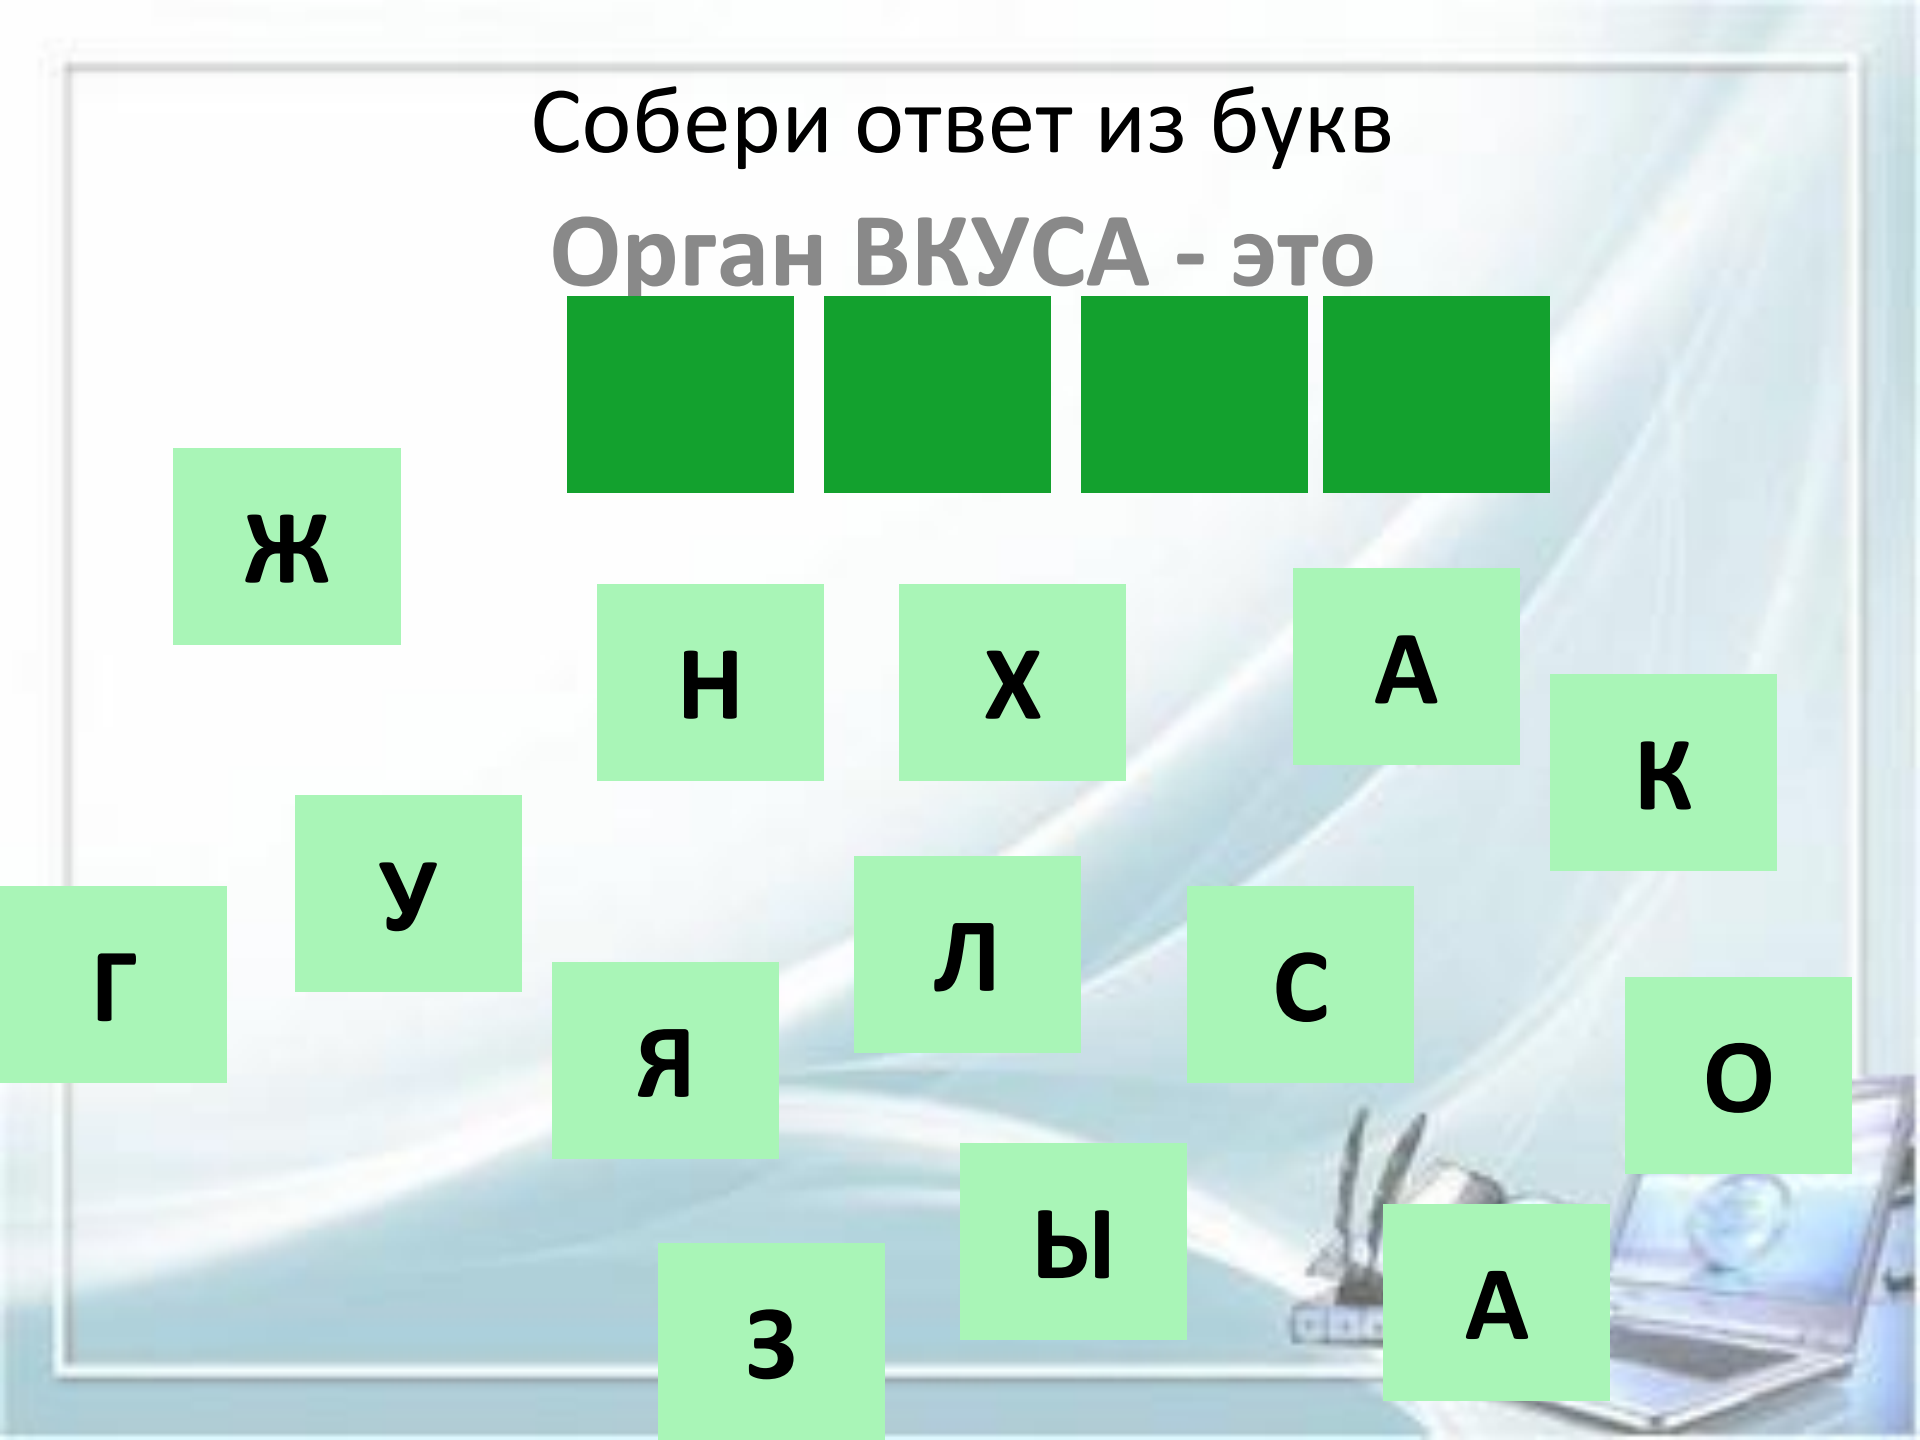 Собери ответ из букв
Орган ВКУСА - это
Ж
Н
Х
А
К
У
Г
Л
С
Я
О
Ы
З
А